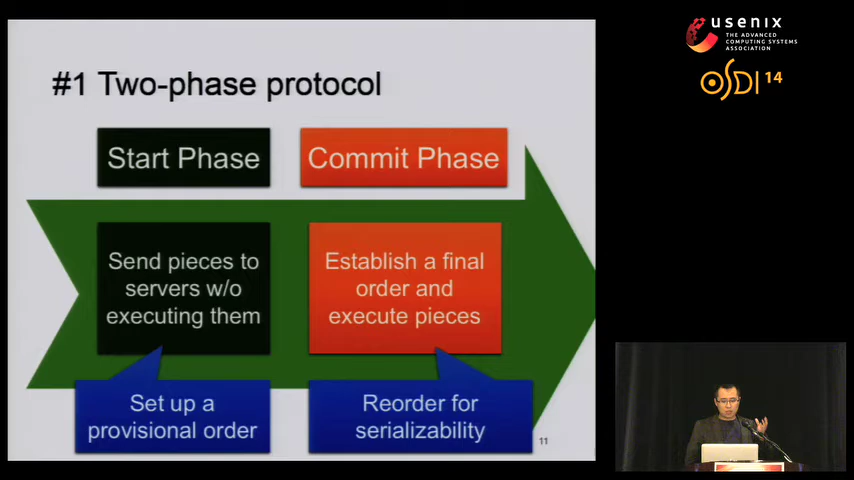 usenix
THE ADVANCED
COMPUTING SYSTEMS
ASSOCIATION
OSDI 14
#1 Two-phase protocol
Start Phase
Commit Phase
Send pieces to
servers w/o
executing them
Establish a final
order and
execute pieces
Set up a
provisional order
Reorder for
serializability
11